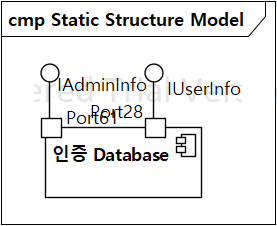 cmp Static Structure Model
IAdminInfo
IUserInfo
Port61
Port28
인증 Database